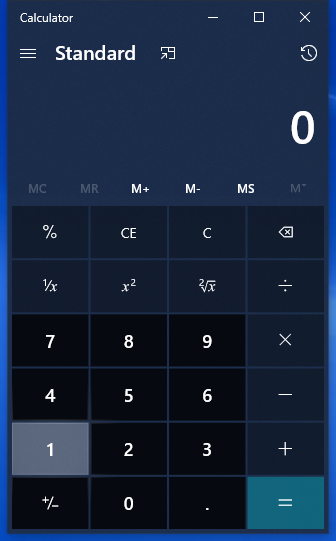 Calculator
Standard
0
MC MR M+ M- MS M˅
% CE C
¹/x x² ²√x ÷
7 8 9 ×
4 5 6 −
1 2 3 +
+/− 0 . =